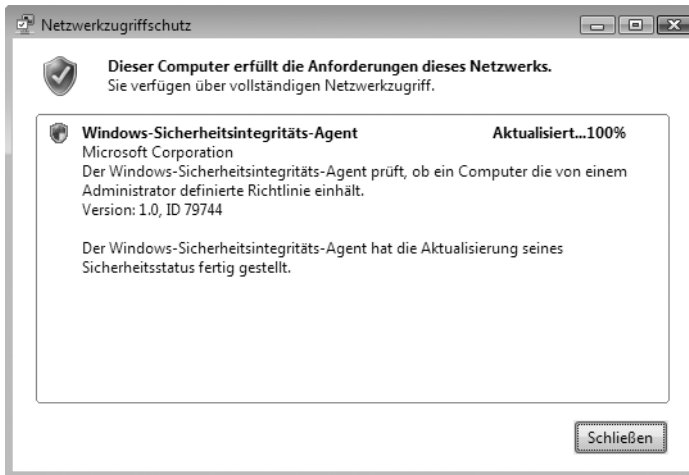 Netzwerkzugriffschutz
Dieser Computer erfüllt die Anforderungen dieses Netzwerks.
Sie verfügen über vollständigen Netzwerkzugriff.
Windows-Sicherheitsintegritäts-Agent Aktualisiert...100%
Microsoft Corporation
Der Windows-Sicherheitsintegritäts-Agent prüft, ob ein Computer die von einem
Administrator definierte Richtlinie einhält.
Version: 1.0, ID 79744
Der Windows-Sicherheitsintegritäts-Agent hat die Aktualisierung seines
Sicherheitsstatus fertig gestellt.
Schließen